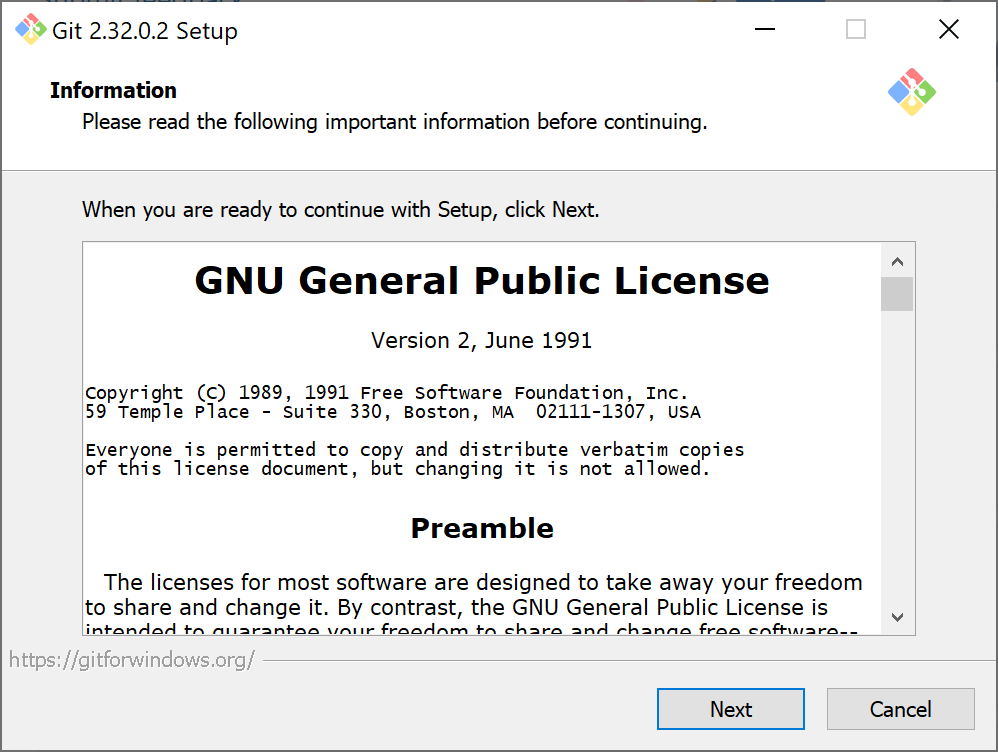 Git 2.32.0.2 Setup
Information
Please read the following important information before continuing.
When you are ready to continue with Setup, click Next.
GNU General Public License
Version 2, June 1991
Copyright (C) 1989, 1991 Free Software Foundation, Inc.
59 Temple Place - Suite 330, Boston, MA  02111-1307, USA
Everyone is permitted to copy and distribute verbatim copies
of this license document, but changing it is not allowed.
Preamble
The licenses for most software are designed to take away your freedom
to share and change it. By contrast, the GNU General Public License is
intended to guarantee your freedom to share and change free software--
https://gitforwindows.org/
Next
Cancel